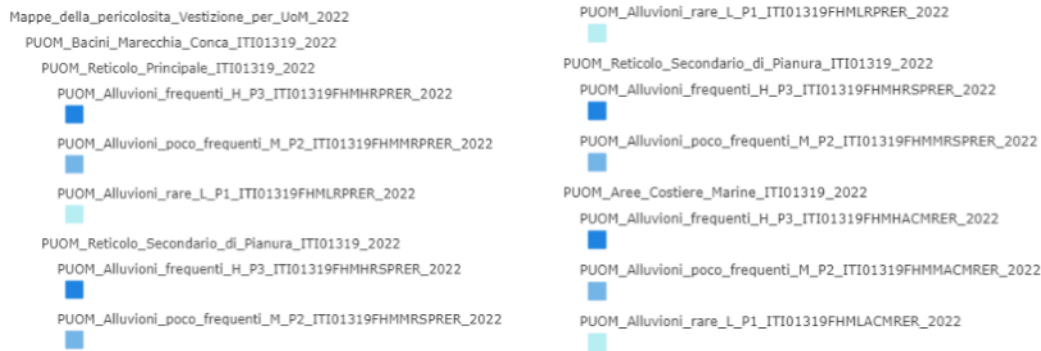 Mappe_della_pericolosita_Vestizione_per_UoM_2022
PUOM_Bacini_Marecchia_Conca_ITI01319_2022
PUOM_Reticolo_Principale_ITI01319_2022
PUOM_Alluvioni_frequenti_H_P3_ITI01319FHMHRPRER_2022
PUOM_Alluvioni_poco_frequenti_M_P2_ITI01319FHMMRPRER_2022
PUOM_Alluvioni_rare_L_P1_ITI01319FHMLRPRER_2022
PUOM_Reticolo_Secondario_di_Pianura_ITI01319_2022
PUOM_Alluvioni_frequenti_H_P3_ITI01319FHMHRSPRER_2022
PUOM_Alluvioni_poco_frequenti_M_P2_ITI01319FHMMRSPRER_2022
PUOM_Alluvioni_rare_L_P1_ITI01319FHMLRPRER_2022
PUOM_Reticolo_Secondario_di_Pianura_ITI01319_2022
PUOM_Alluvioni_frequenti_H_P3_ITI01319FHMHRSPRER_2022
PUOM_Alluvioni_poco_frequenti_M_P2_ITI01319FHMMRSPRER_2022
PUOM_Aree_Costiere_Marine_ITI01319_2022
PUOM_Alluvioni_frequenti_H_P3_ITI01319FHMHACMRER_2022
PUOM_Alluvioni_poco_frequenti_M_P2_ITI01319FHMMACMRER_2022
PUOM_Alluvioni_rare_L_P1_ITI01319FHMLACMRER_2022